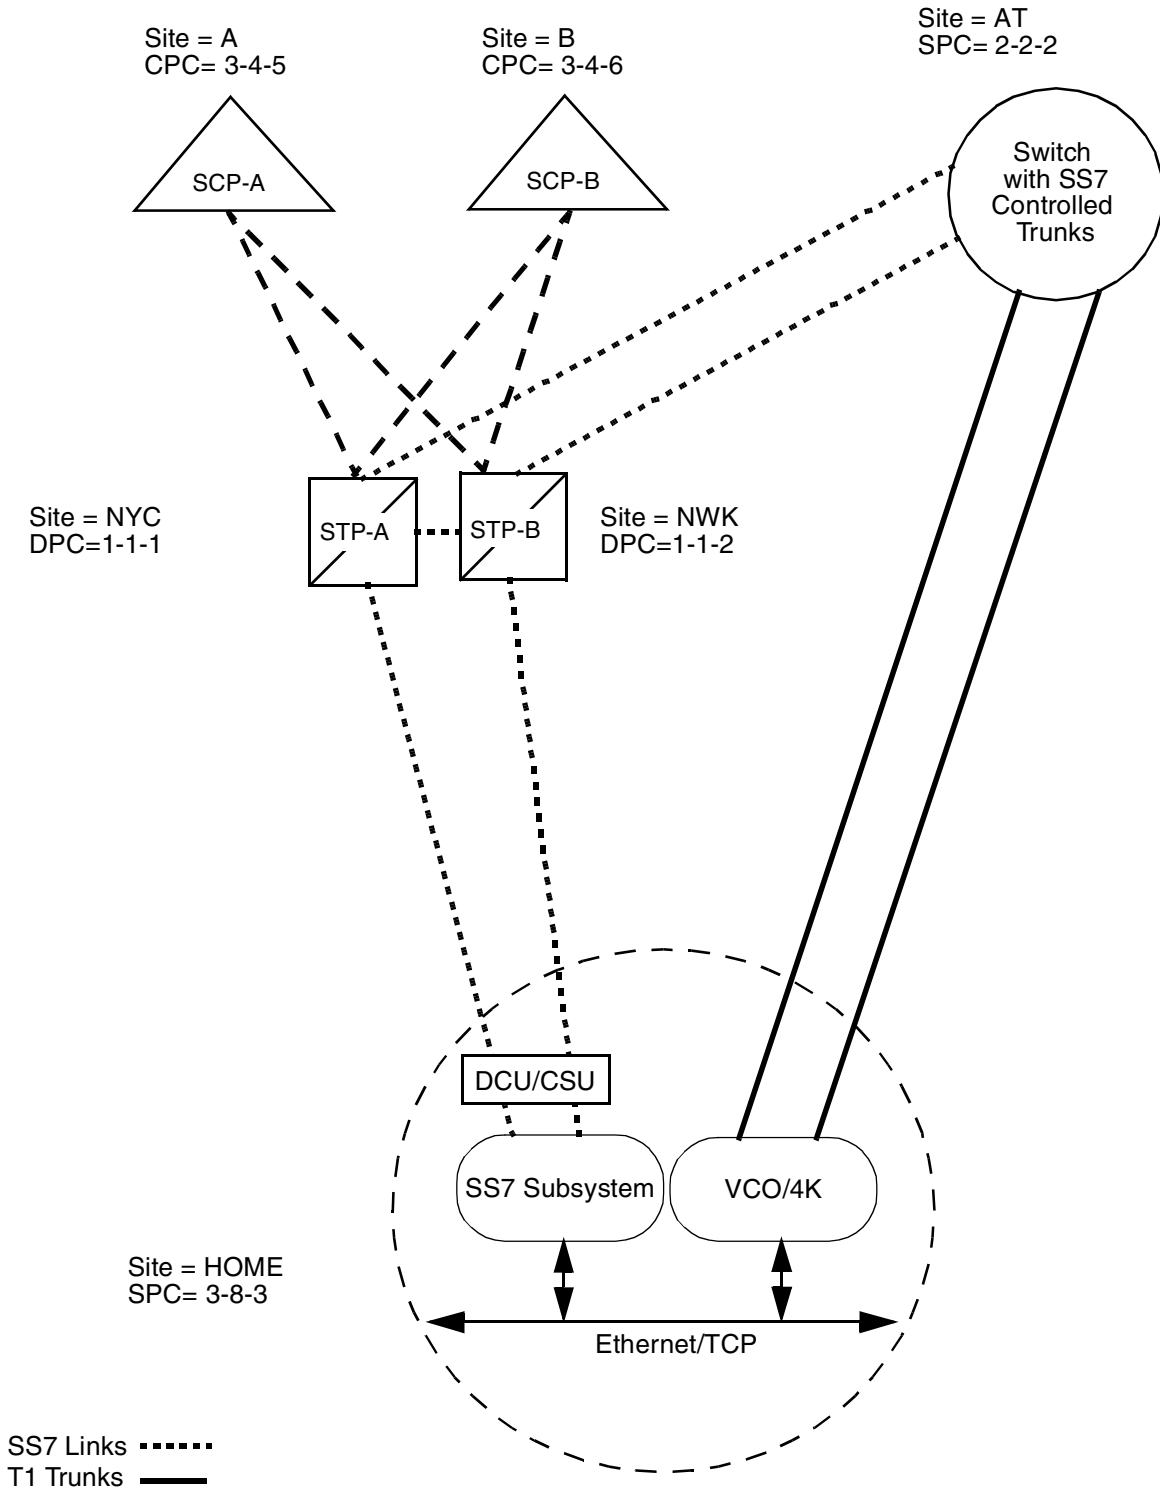 Site = A
CPC= 3-4-5
Site = B
CPC= 3-4-6
Site = AT
SPC= 2-2-2
SCP-A
SCP-B
Switch
with SS7
Controlled
Trunks
Site = NYC
DPC=1-1-1
STP-A
STP-B
Site = NWK
DPC=1-1-2
DCU/CSU
SS7 Subsystem
VCO/4K
Site = HOME
SPC= 3-8-3
Ethernet/TCP
SS7 Links
T1 Trunks